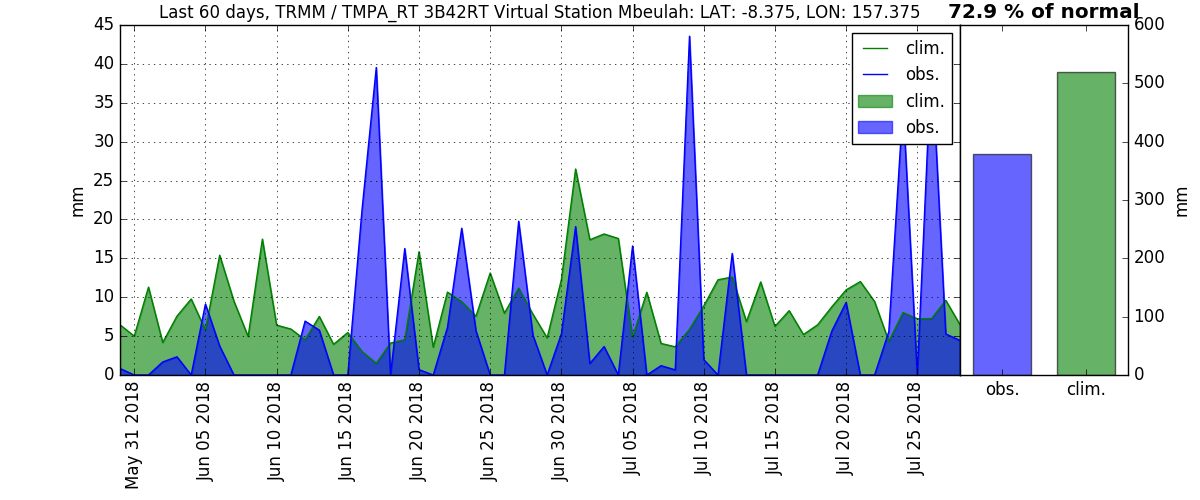 Last 60 days, TRMM / TMPA_RT 3B42RT Virtual Station Mbeulah: LAT: -8.375, LON: 157.375
72.9 % of normal
45
40
35
30
25
20
15
10
5
0
mm
clim.
obs.
clim.
obs.
600
500
400
300
200
100
0
mm
May 31 2018
Jun 05 2018
Jun 10 2018
Jun 15 2018
Jun 20 2018
Jun 25 2018
Jun 30 2018
Jul 05 2018
Jul 10 2018
Jul 15 2018
Jul 20 2018
Jul 25 2018
obs.
clim.